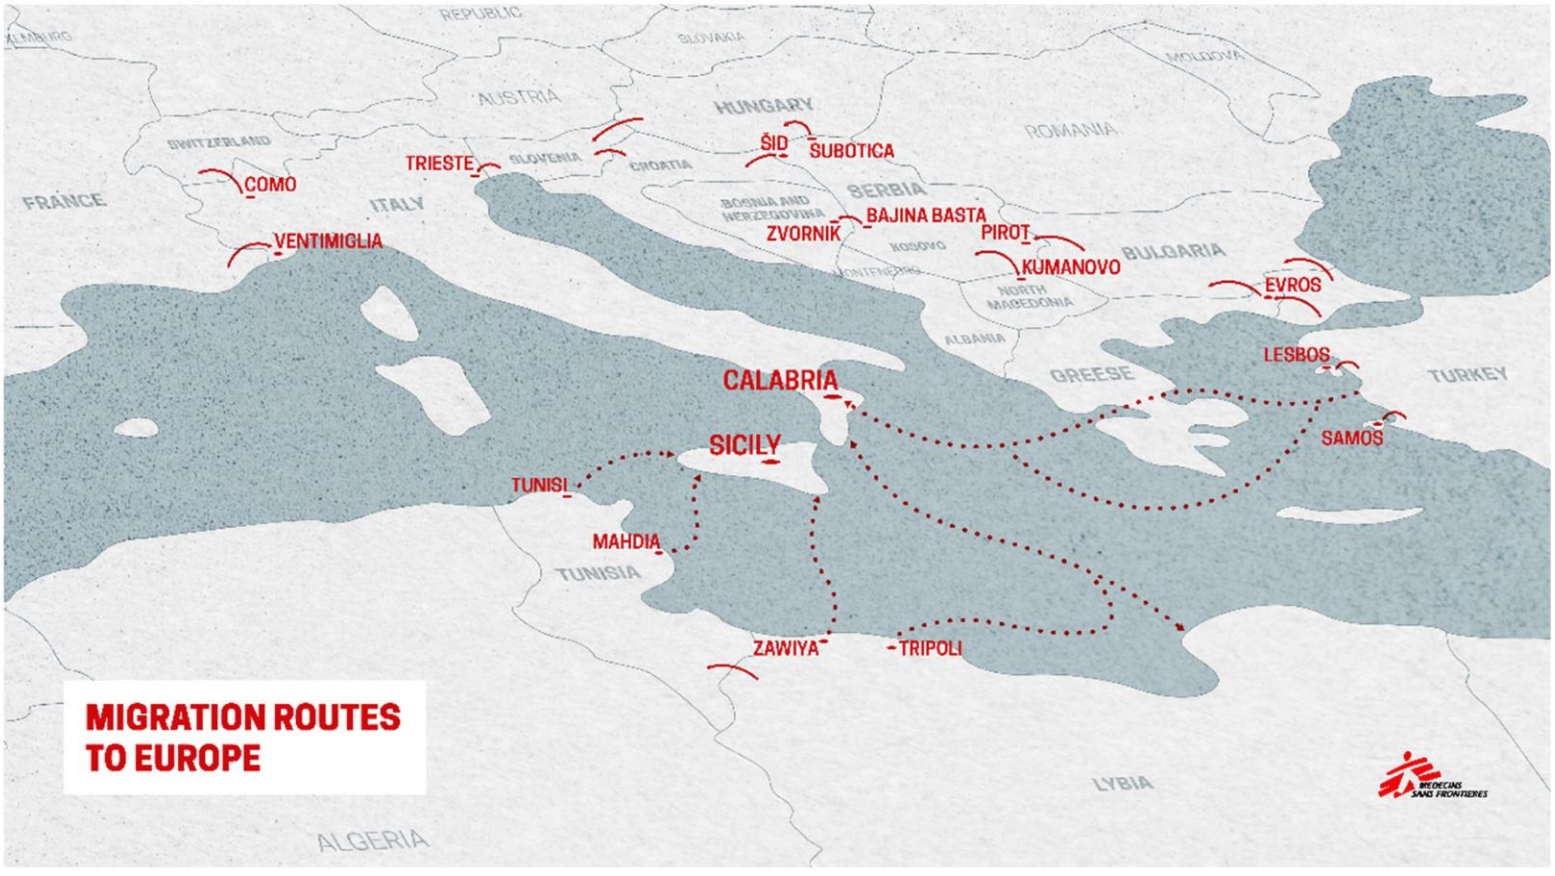 REPUBLIC
SLOVAKIA
MOLDOVA
AUSTRIA
HUNGARY
ROMANIA
SWITZERLAND
ŠID
SUBOTICA
TRIESTE
SLOVENIA
CROATIA
COMO
FRANCE
ITALY
SERBIA
BOSNIA AND
HERZEGOVINA
BAJINA BASTA
ZVORNIK
PIROT
VENTIMIGLIA
KOSOVO
BULGARIA
KUMANOVO
MONTENEGRO
EVROS
NORTH
MACEDONIA
ALBANIA
LESBOS
GREESE
TURKEY
CALABRIA
SAMOS
SICILY
TUNISI
MAHDIA
TUNISIA
ZAWIYA
TRIPOLI
MIGRATION ROUTES
TO EUROPE
LYBIA
MEDECINS
SANS FRONTIERES
ALGERIA